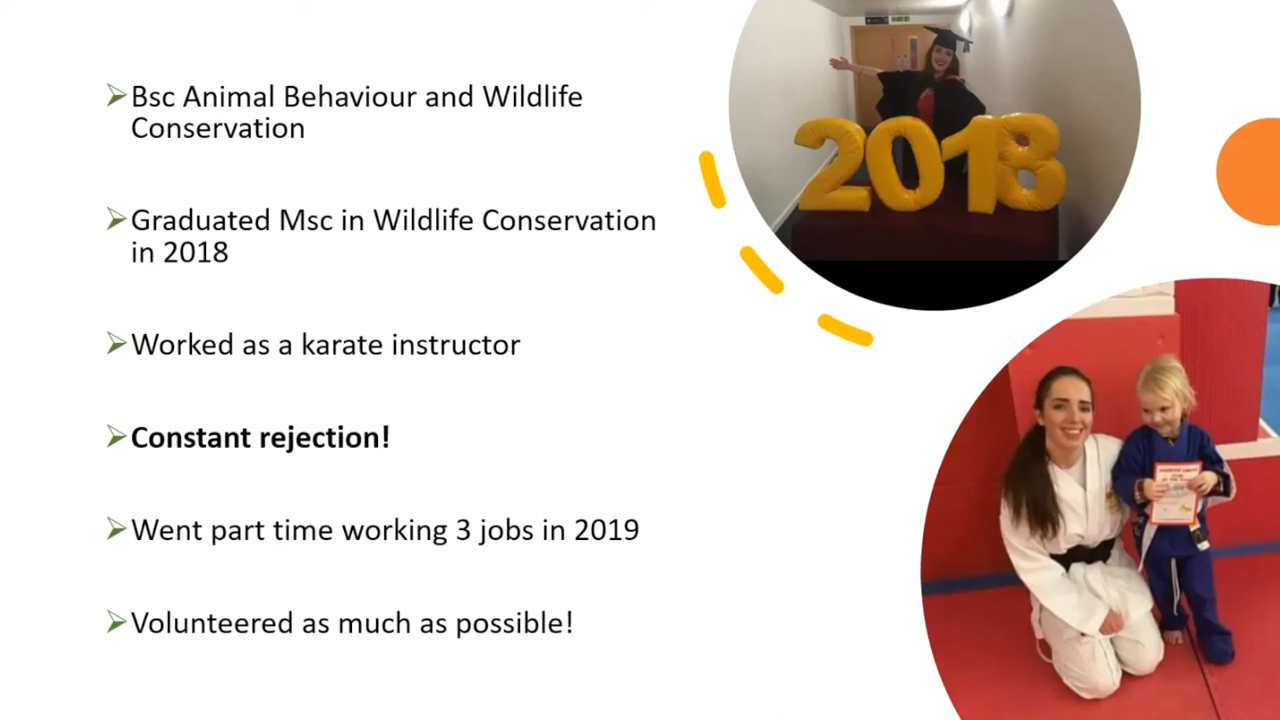 Bsc Animal Behaviour and Wildlife
Conservation
Graduated Msc in Wildlife Conservation
in 2018
Worked as a karate instructor
Constant rejection!
Went part time working 3 jobs in 2019
Volunteered as much as possible!
2018